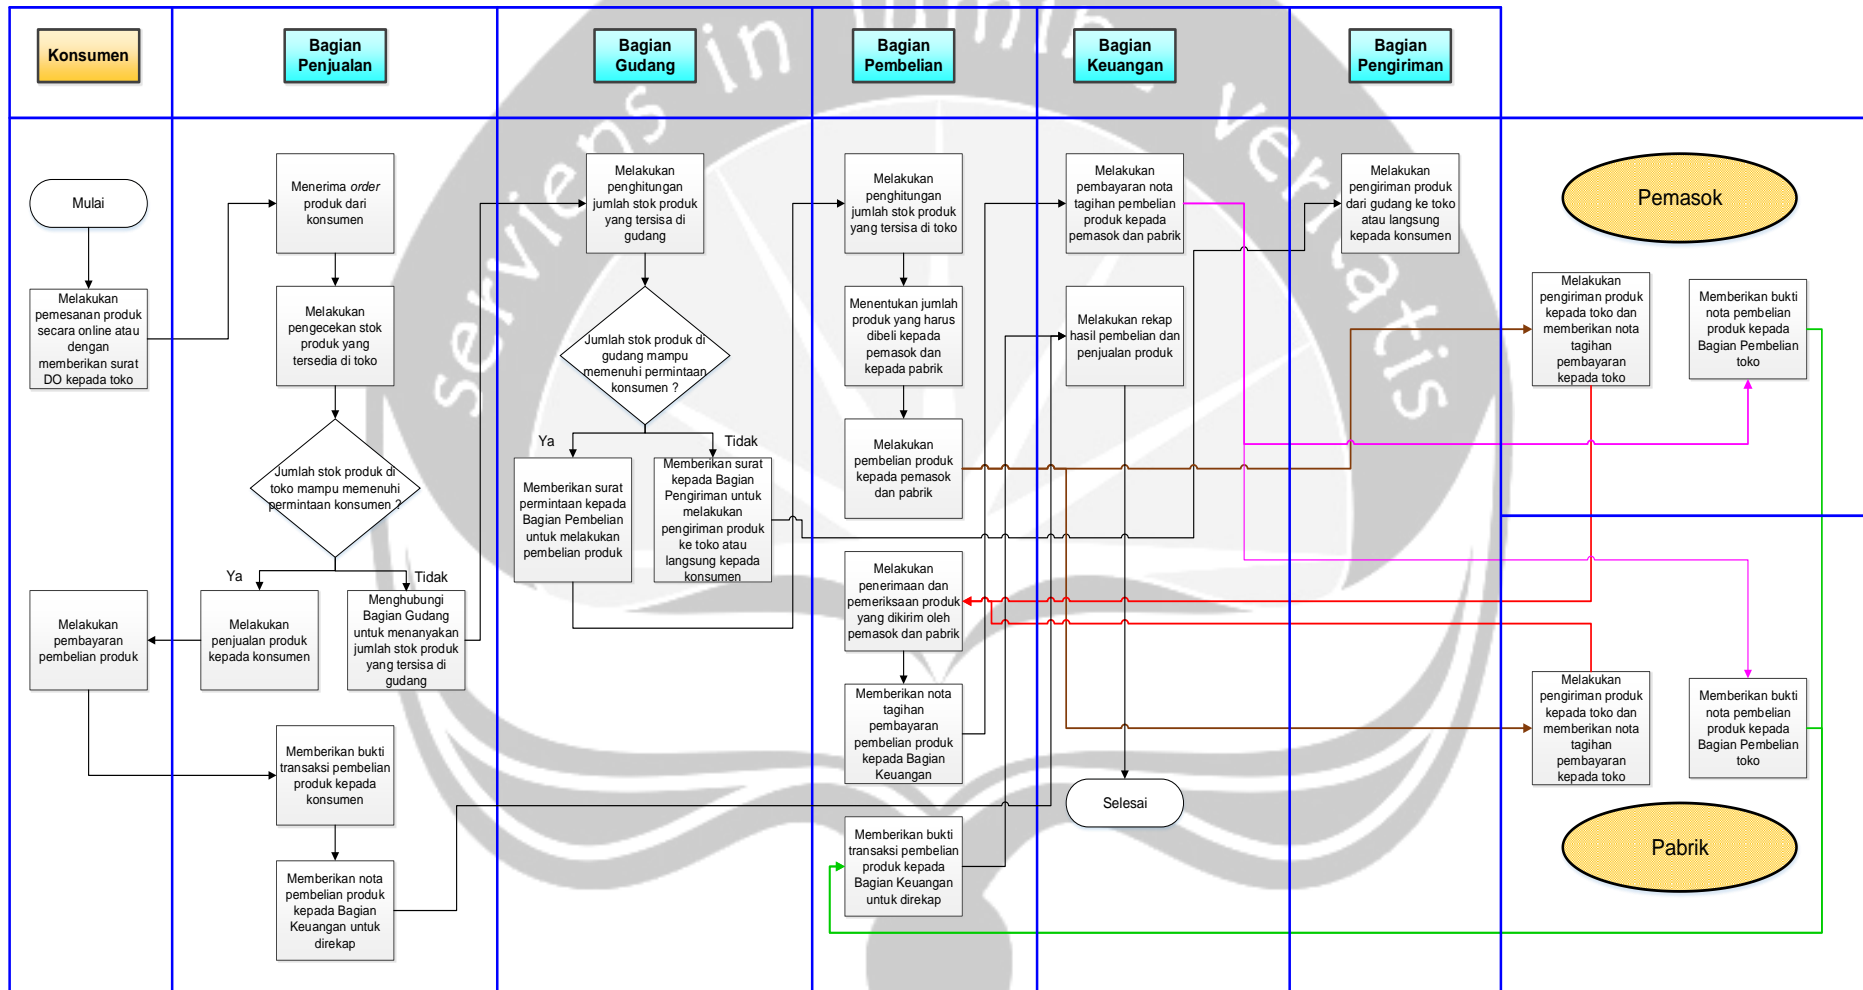 Konsumen
Bagian
Penjualan
Bagian
Gudang
Bagian
Pembelian
Bagian
Keuangan
Bagian
Pengiriman
serviens in lumine veritatis
Mulai
Melakukan
pemesanan produk
secara online atau
dengan
memberikan surat
DO kepada toko
Melakukan
pembayaran
pembelian produk
Menerima order
produk dari
konsumen
Melakukan
pengecekan stok
produk yang
tersedia di toko
Jumlah stok produk di
toko mampu memenuhi
permintaan konsumen ?
Ya
Tidak
Melakukan
penjualan produk
kepada konsumen
Menghubungi
Bagian Gudang
untuk menanyakan
jumlah stok produk
yang tersisa di
gudang
Memberikan bukti
transaksi pembelian
produk kepada
konsumen
Memberikan nota
pembelian produk
kepada Bagian
Keuangan untuk
direkap
Melakukan
penghitungan
jumlah stok produk
yang tersisa di
gudang
Jumlah stok produk di
gudang mampu
memenuhi permintaan
konsumen ?
Ya
Tidak
Memberikan surat
permintaan kepada
Bagian Pembelian
untuk melakukan
pembelian produk
Memberikan surat
kepada Bagian
Pengiriman untuk
melakukan
pengiriman produk
ke toko atau
langsung kepada
konsumen
Melakukan
penghitungan
jumlah stok produk
yang tersisa di toko
Menentukan jumlah
produk yang harus
dibeli kepada
pemasok dan
kepada pabrik
Melakukan
pembelian produk
kepada pemasok
dan pabrik
Melakukan
penerimaan dan
pemeriksaan produk
yang dikirim oleh
pemasok dan pabrik
Memberikan nota
tagihan
pembayaran
pembelian produk
kepada Bagian
Keuangan
Memberikan bukti
transaksi pembelian
produk kepada
Bagian Keuangan
untuk direkap
Melakukan
pembayaran nota
tagihan pembelian
produk kepada
pemasok dan pabrik
Melakukan rekap
hasil pembelian dan
penjualan produk
Selesai
Melakukan
pengiriman produk
dari gudang ke toko
atau langsung
kepada konsumen
Pemasok
Melakukan
pengiriman produk
kepada toko dan
memberikan nota
tagihan
pembayaran
kepada toko
Memberikan bukti
nota pembelian
produk kepada
Bagian Pembelian
toko
Melakukan
pengiriman produk
kepada toko dan
memberikan nota
tagihan
pembayaran
kepada toko
Memberikan bukti
nota pembelian
produk kepada
Bagian Pembelian
toko
Pabrik